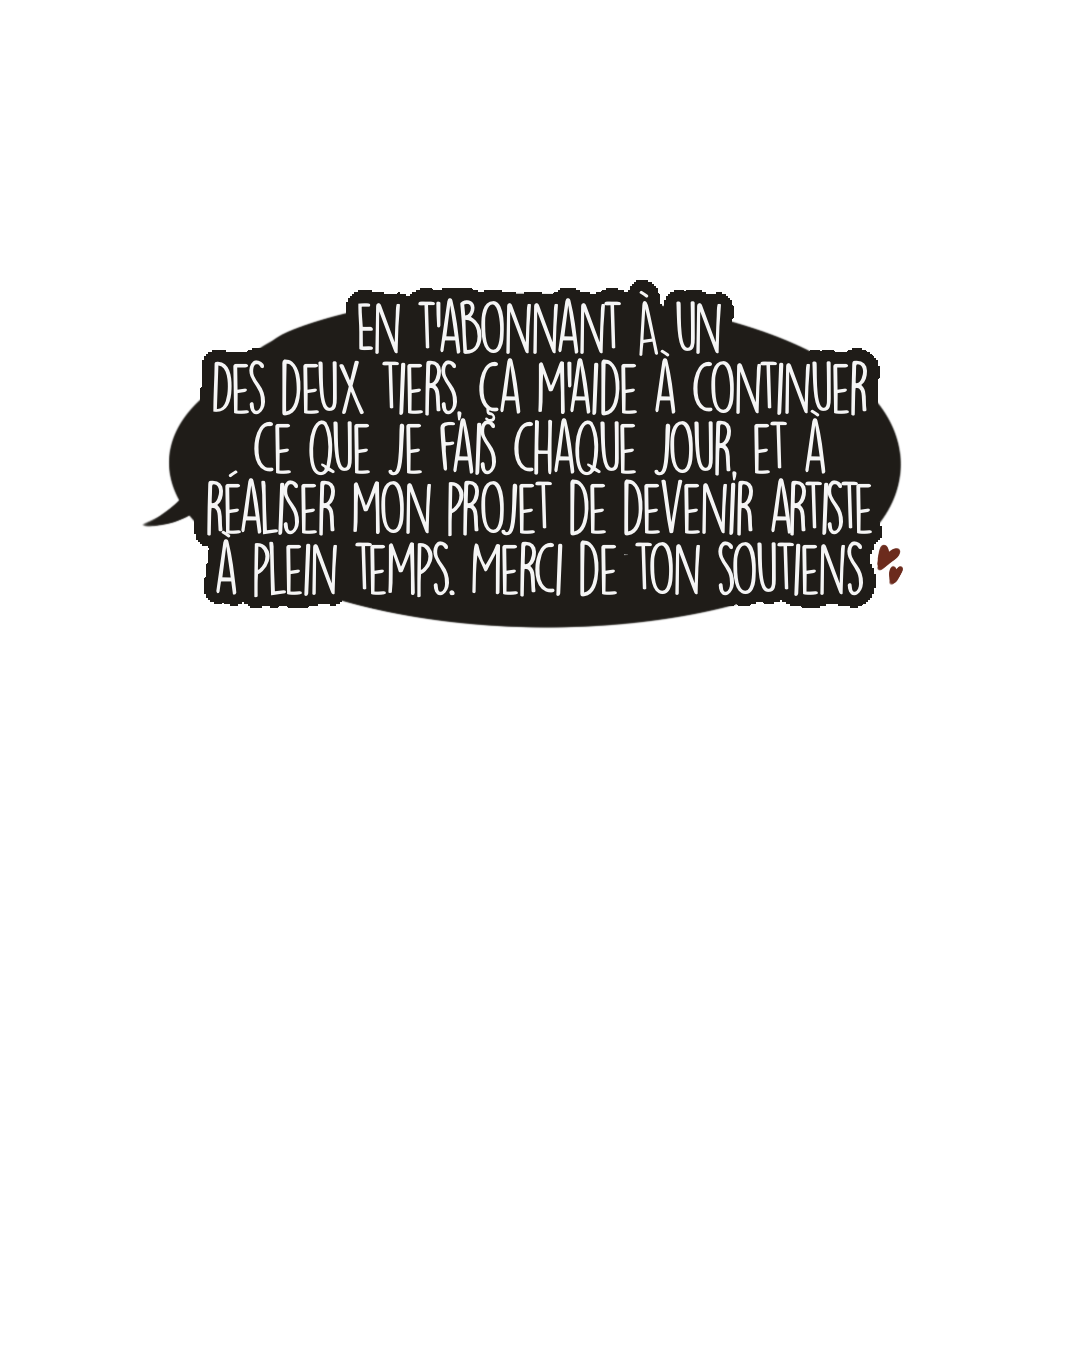 EN T'ABONNANT À UN
DES DEUX TIERS, ÇA M'AIDE À CONTINUER
CE QUE JE FAIS CHAQUE JOUR, ET À
RÉALISER MON PROJET DE DEVENIR ARTISTE
À PLEIN TEMPS. MERCI DE TON SOUTIENS